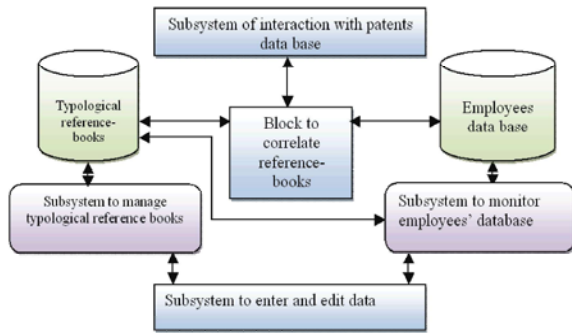 Subsystem of interaction with patents
data base
Typological
reference-
books
Block to
correlate
reference-
books
Employees
data base
Subsystem to manage
typological reference books
Subsystem to monitor
employees' database
Subsystem to enter and edit data